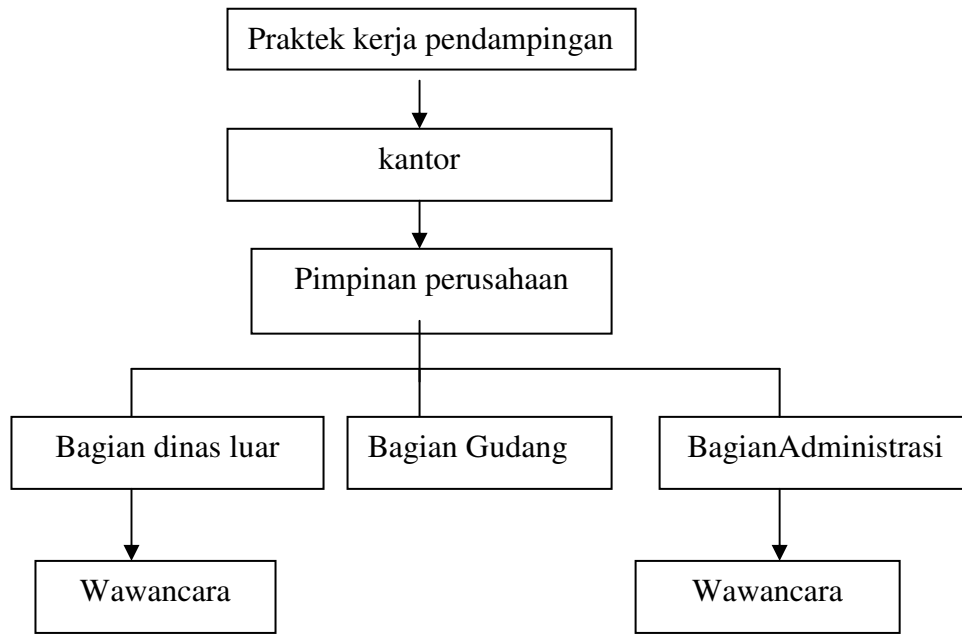 Praktek kerja pendampingan
kantor
Pimpinan perusahaan
Bagian dinas luar
Bagian Gudang
BagianAdministrasi
Wawancara
Wawancara